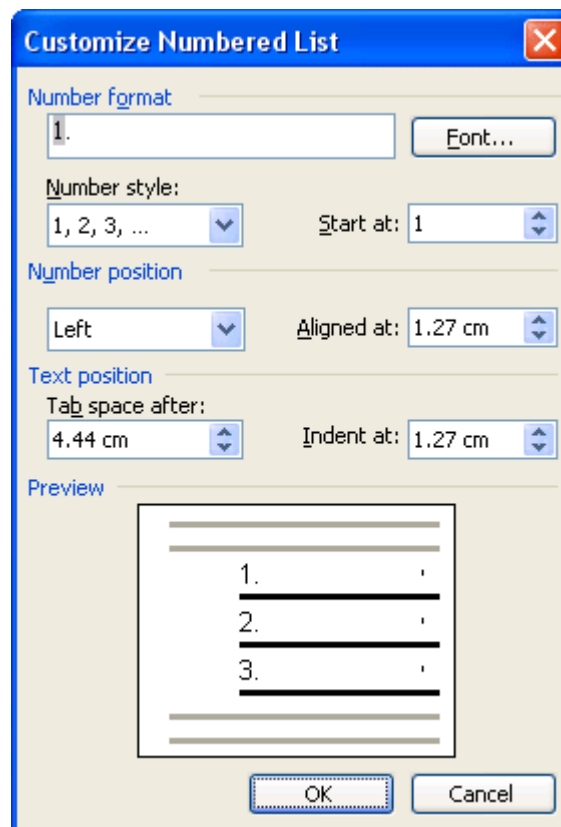 Customize Numbered List
Number format
1.
Font...
Number style:
1, 2, 3, ...
Start at: 1
Number position
Left
Aligned at: 1.27 cm
Text position
Tab space after:
4.44 cm
Indent at: 1.27 cm
Preview
1.
2.
3.
OK Cancel